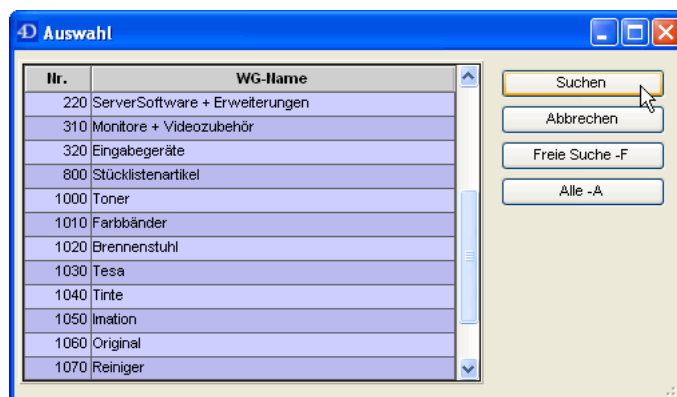 4D Auswahl
Nr. WG-Name
220 ServerSoftware + Erweiterungen
310 Monitore + Videozubehör
320 Eingabegeräte
800 Stücklistenartikel
1000 Toner
1010 Farbbänder
1020 Brennenstuhl
1030 Tesa
1040 Tinte
1050 Imation
1060 Original
1070 Reiniger
Suchen
Abbrechen
Freie Suche -F
Alle -A